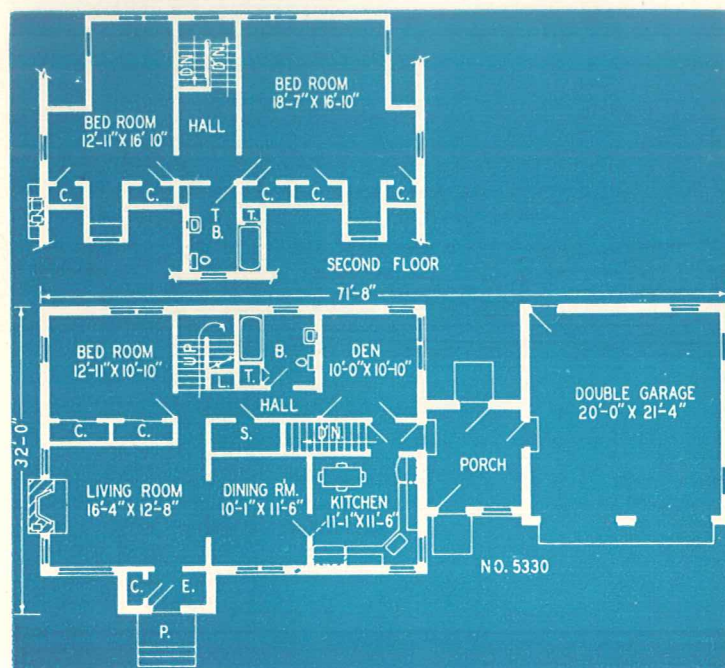 BED ROOM
12'-11" X 16' 10"
C.
C.
D'N.
D'N.
HALL
BED ROOM
18'-7" X 16'-10"
C.
C.
C.
T
B.
T.
SECOND FLOOR
71'-8"
32'-0"
BED ROOM
12'-11" X 10'-10"
C.
C.
UP
L.
T.
B.
DEN
10'-0" X 10'-10"
HALL
S.
D'N.
LIVING ROOM
16'-4" X 12'-8"
DINING RM.
10'-1" X 11'-6"
KITCHEN
11'-1" X 11'-6"
PORCH
DOUBLE GARAGE
20'-0" X 21'-4"
C.
E.
P.
NO. 5330